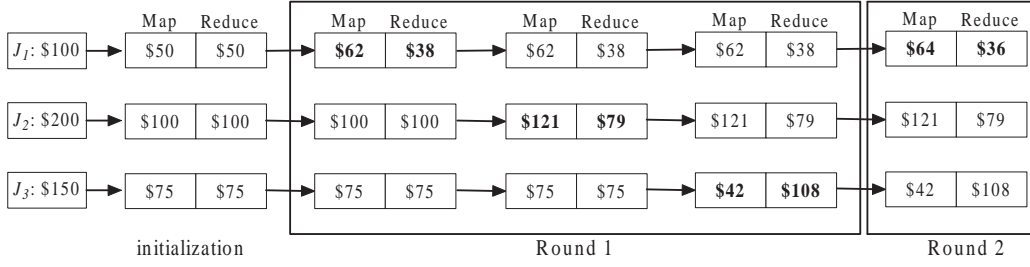 Map Reduce Map Reduce Map Reduce Map Reduce Map Reduce
J1: $100 $50 $50 $62 $38 $62 $38 $62 $38 $64 $36
J2: $200 $100 $100 $100 $100 $121 $79 $121 $79 $121 $79
J3: $150 $75 $75 $75 $75 $75 $75 $42 $108 $42 $108
initialization Round 1 Round 2